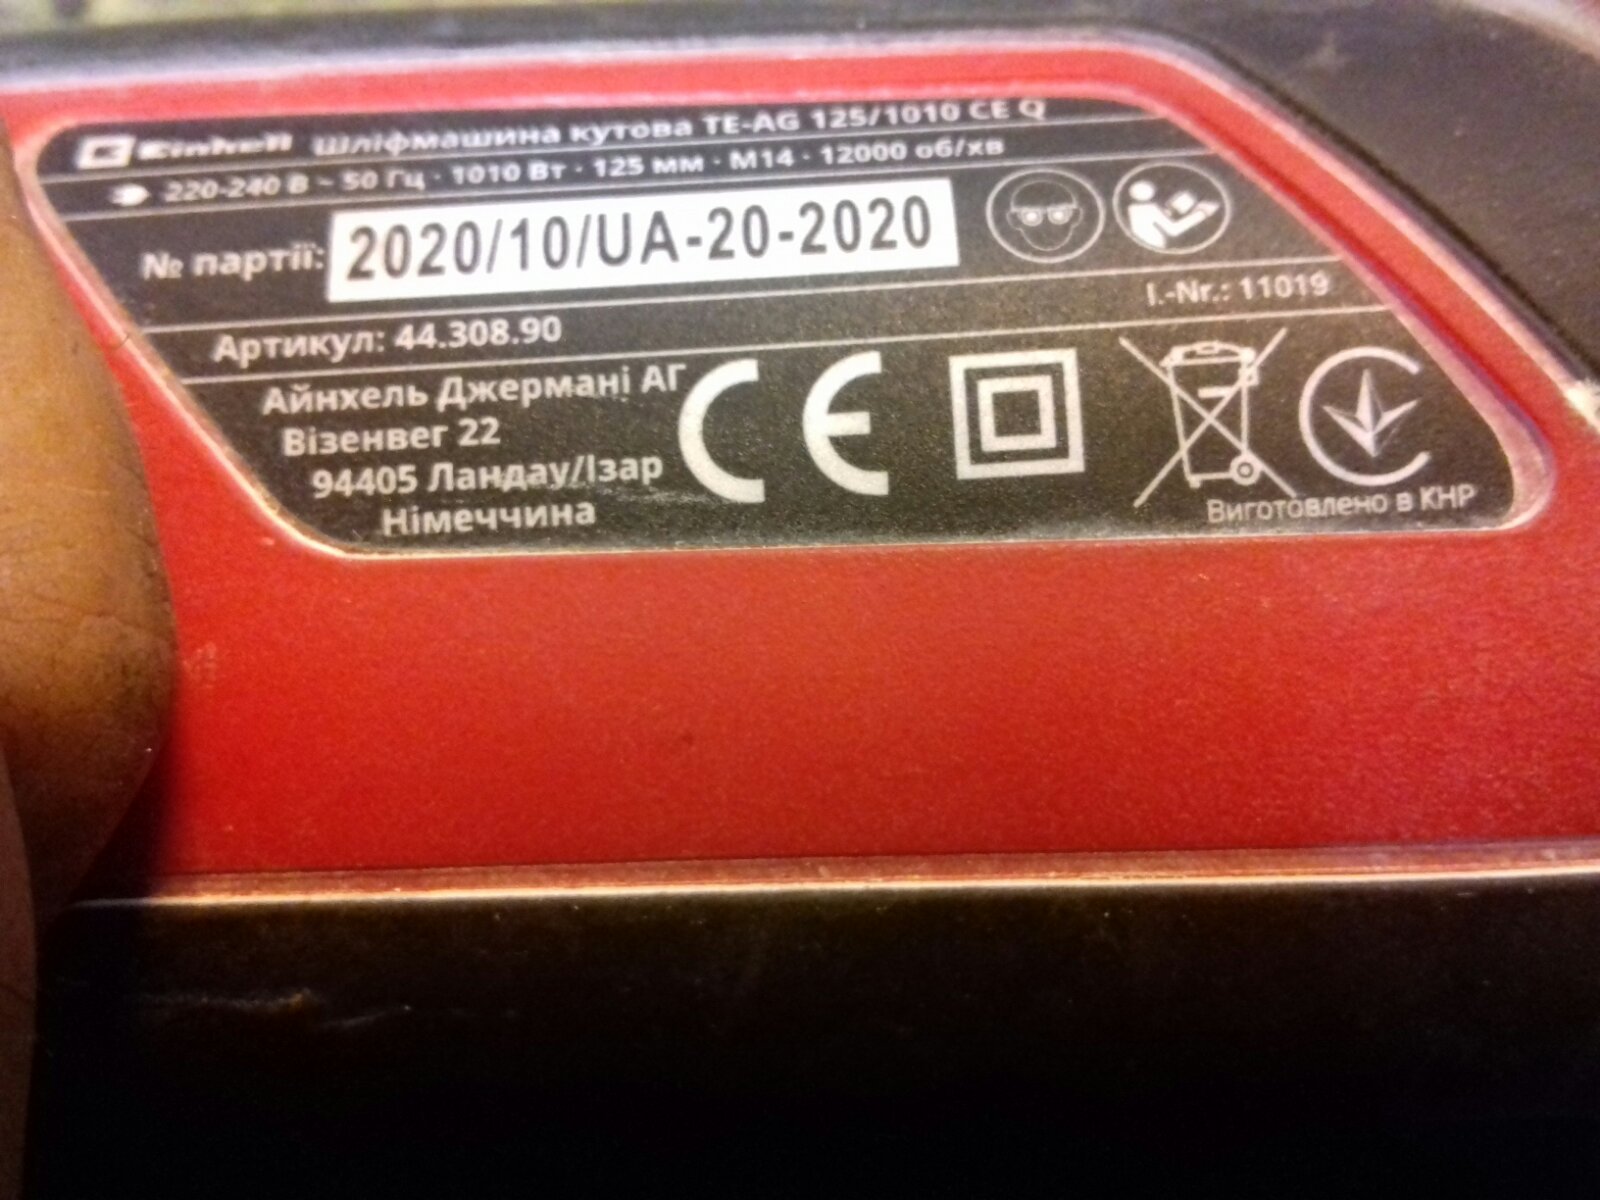 Einhell Шліфмашина кутова TE-AG 125/1010 CE Q
220-240 В ~ 50 Гц · 1010 Вт · 125 мм · M14 · 12000 об/хв
№ партії: 2020/10/UA-20-2020
I.-Nr.: 11019
Артикул: 44.308.90
Айнхель Джермані АГ
Візенвег 22
94405 Ландау/Ізар
Німеччина
CE
Виготовлено в КНР